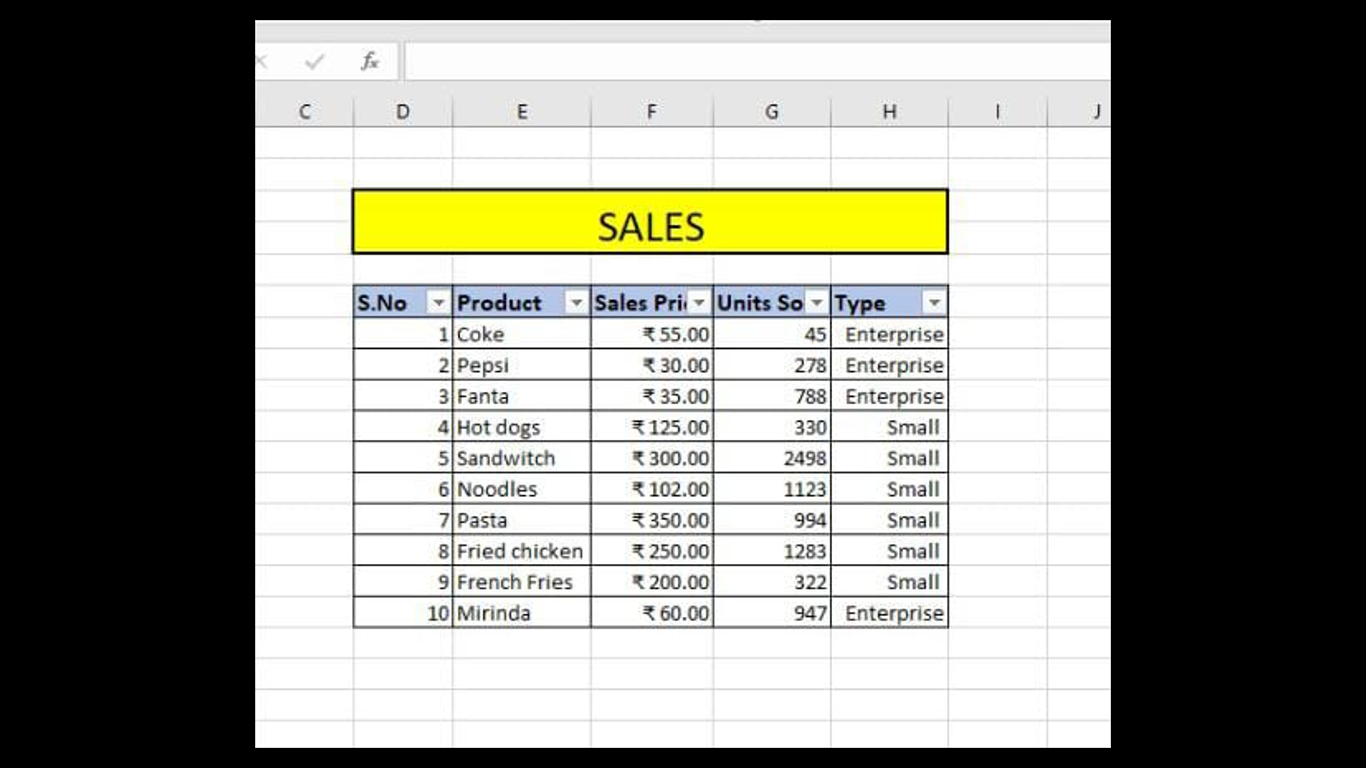 fx
C D E F G H I J
SALES
S.No Product Sales Pri Units So Type
1 Coke ₹ 55.00 45 Enterprise
2 Pepsi ₹ 30.00 278 Enterprise
3 Fanta ₹ 35.00 788 Enterprise
4 Hot dogs ₹ 125.00 330 Small
5 Sandwitch ₹ 300.00 2498 Small
6 Noodles ₹ 102.00 1123 Small
7 Pasta ₹ 350.00 994 Small
8 Fried chicken ₹ 250.00 1283 Small
9 French Fries ₹ 200.00 322 Small
10 Mirinda ₹ 60.00 947 Enterprise